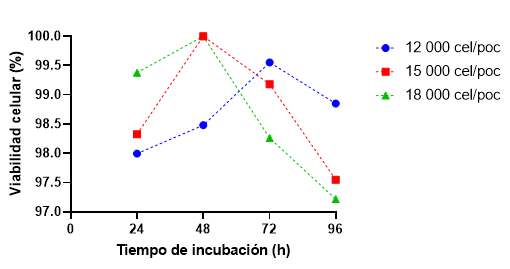 100.0
99.5
99.0
98.5
98.0
97.5
97.0
Viabilidad celular (%)
0
24
48
72
96
Tiempo de incubación (h)
12 000 cel/poc
15 000 cel/poc
18 000 cel/poc